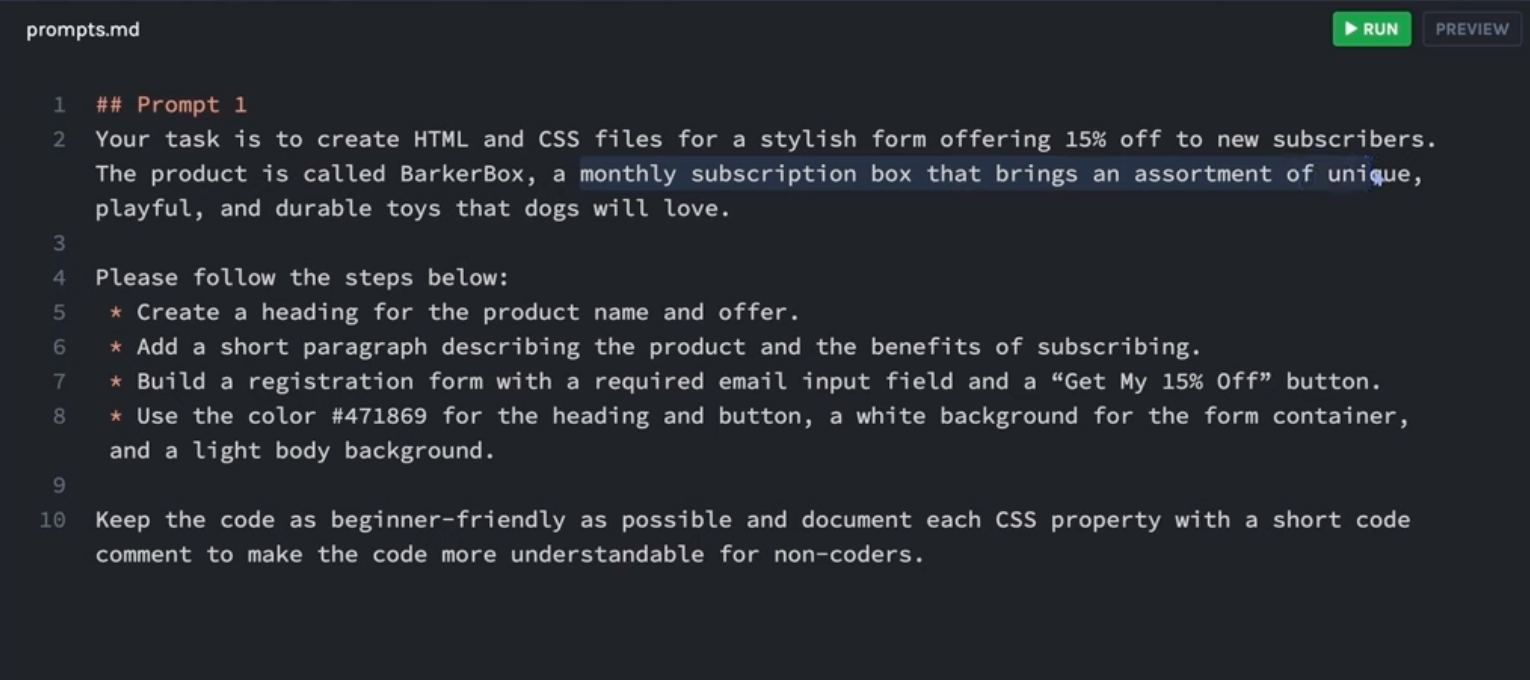 prompts.md
▶ RUN
PREVIEW
1 ## Prompt 1
2 Your task is to create HTML and CSS files for a stylish form offering 15% off to new subscribers.
The product is called BarkerBox, a monthly subscription box that brings an assortment of unique,
playful, and durable toys that dogs will love.
3
4 Please follow the steps below:
5 * Create a heading for the product name and offer.
6 * Add a short paragraph describing the product and the benefits of subscribing.
7 * Build a registration form with a required email input field and a “Get My 15% Off” button.
8 * Use the color #471869 for the heading and button, a white background for the form container,
and a light body background.
9
10 Keep the code as beginner-friendly as possible and document each CSS property with a short code
comment to make the code more understandable for non-coders.